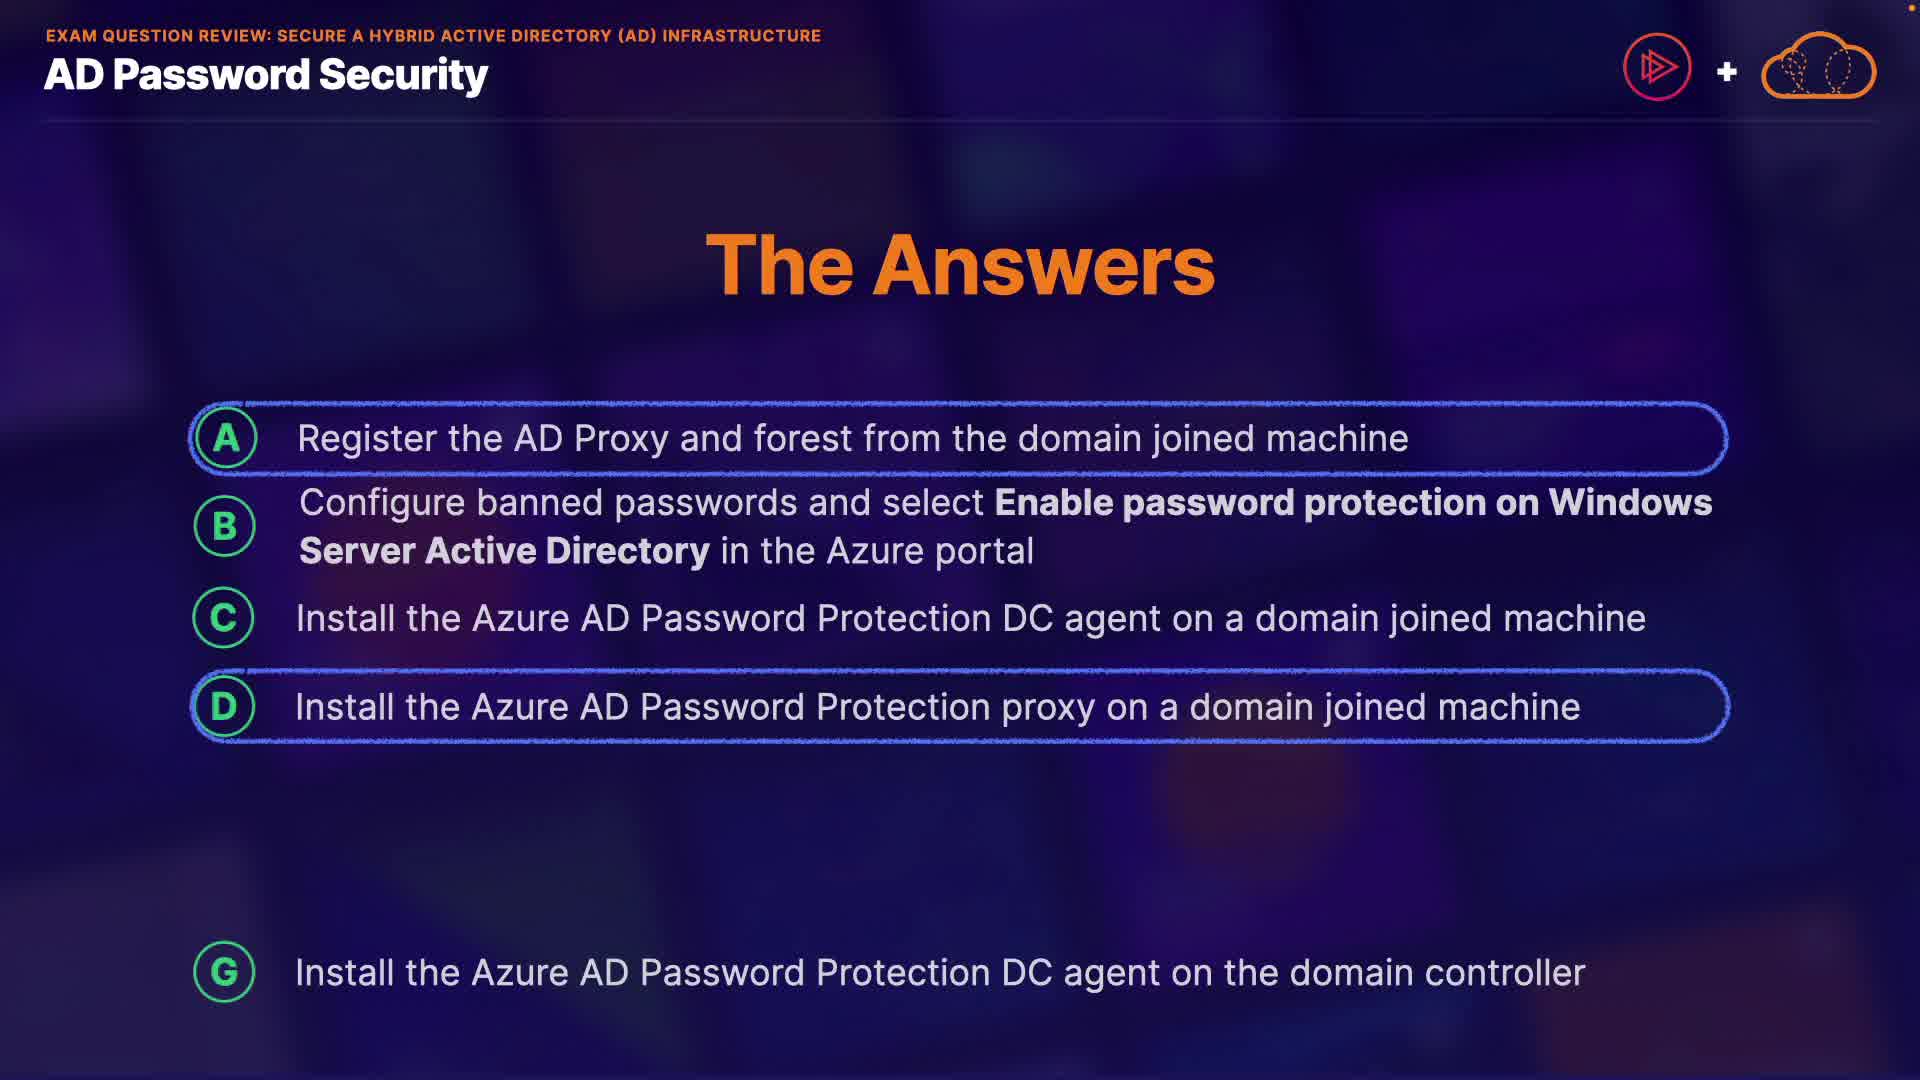 EXAM QUESTION REVIEW: SECURE A HYBRID ACTIVE DIRECTORY (AD) INFRASTRUCTURE
AD Password Security
The Answers
A Register the AD Proxy and forest from the domain joined machine
B Configure banned passwords and select Enable password protection on Windows
Server Active Directory in the Azure portal
C Install the Azure AD Password Protection DC agent on a domain joined machine
D Install the Azure AD Password Protection proxy on a domain joined machine
G Install the Azure AD Password Protection DC agent on the domain controller